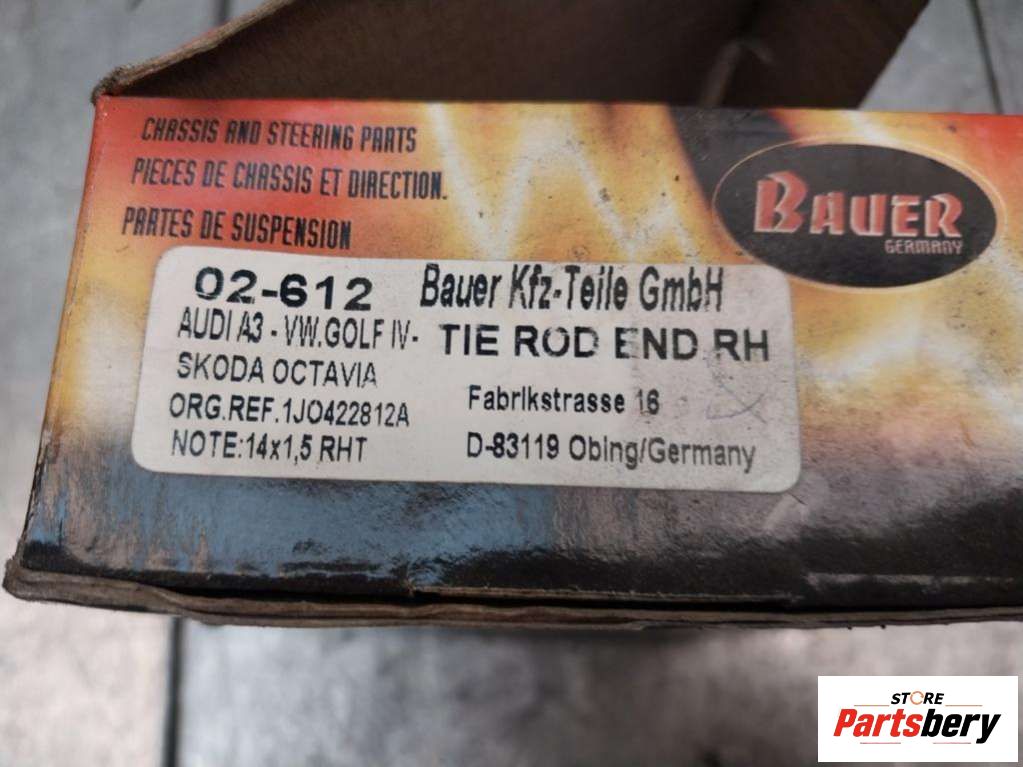 CHASSIS AND STEERING PARTS
PIECES DE CHASSIS ET DIRECTION.
PARTES DE SUSPENSION
BAUER
GERMANY
02-612 Bauer Kfz-Teile GmbH
AUDI A3 - VW.GOLF IV- TIE ROD END RH
SKODA OCTAVIA
Fabrikstrasse 16
ORG.REF.1JO422812A
NOTE:14x1,5 RHT D-83119 Obing/Germany
STORE
Partsbery